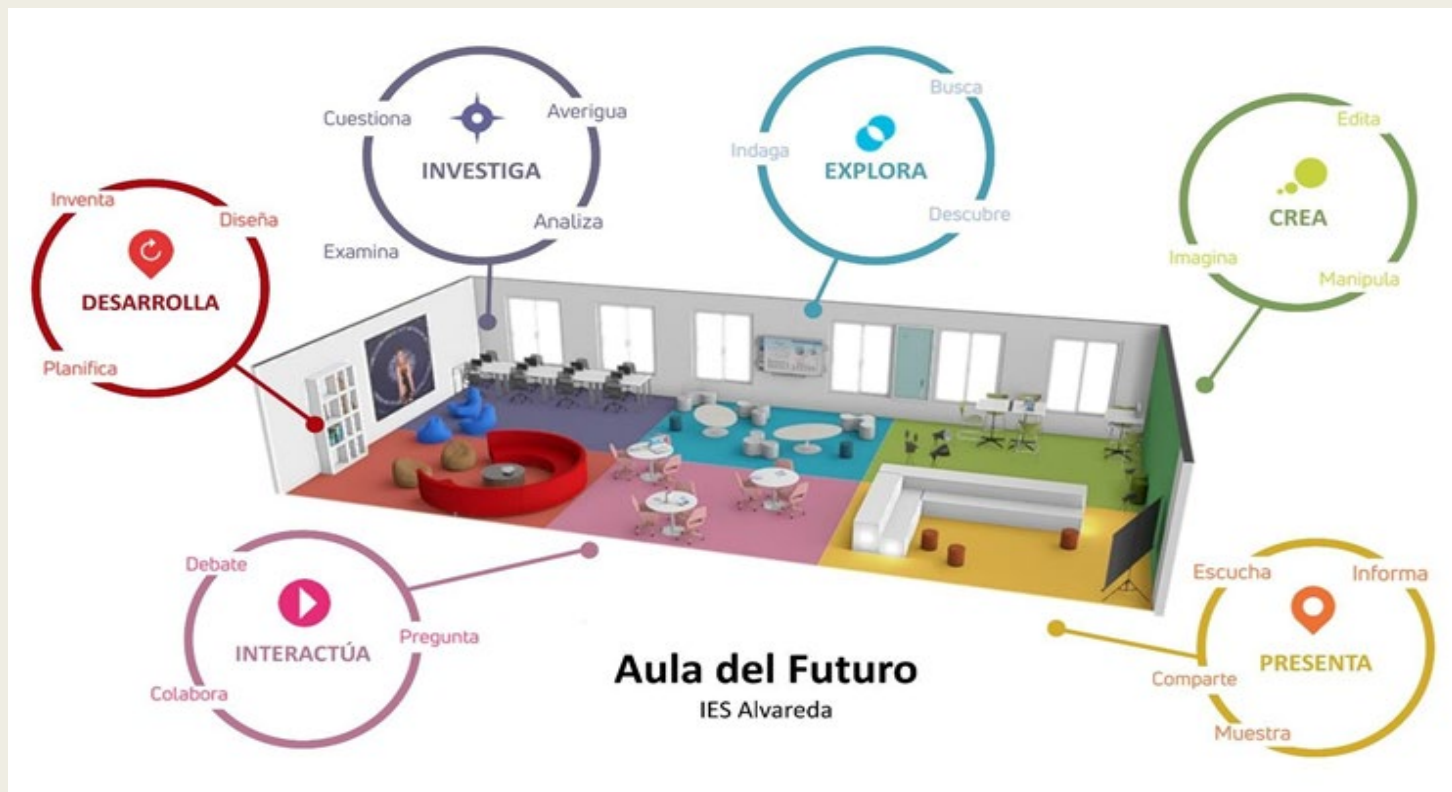 Cuestiona
Averigua
INVESTIGA
Analiza
Examina
Busca
Indaga
EXPLORA
Descubre
Edita
CREA
Imagina
Manipula
Inventa
Diseña
DESARROLLA
Planifica
Debate
Pregunta
INTERACTÚA
Colabora
Escucha
Informa
PRESENTA
Comparte
Muestra
Aula del Futuro
IES Alvareda